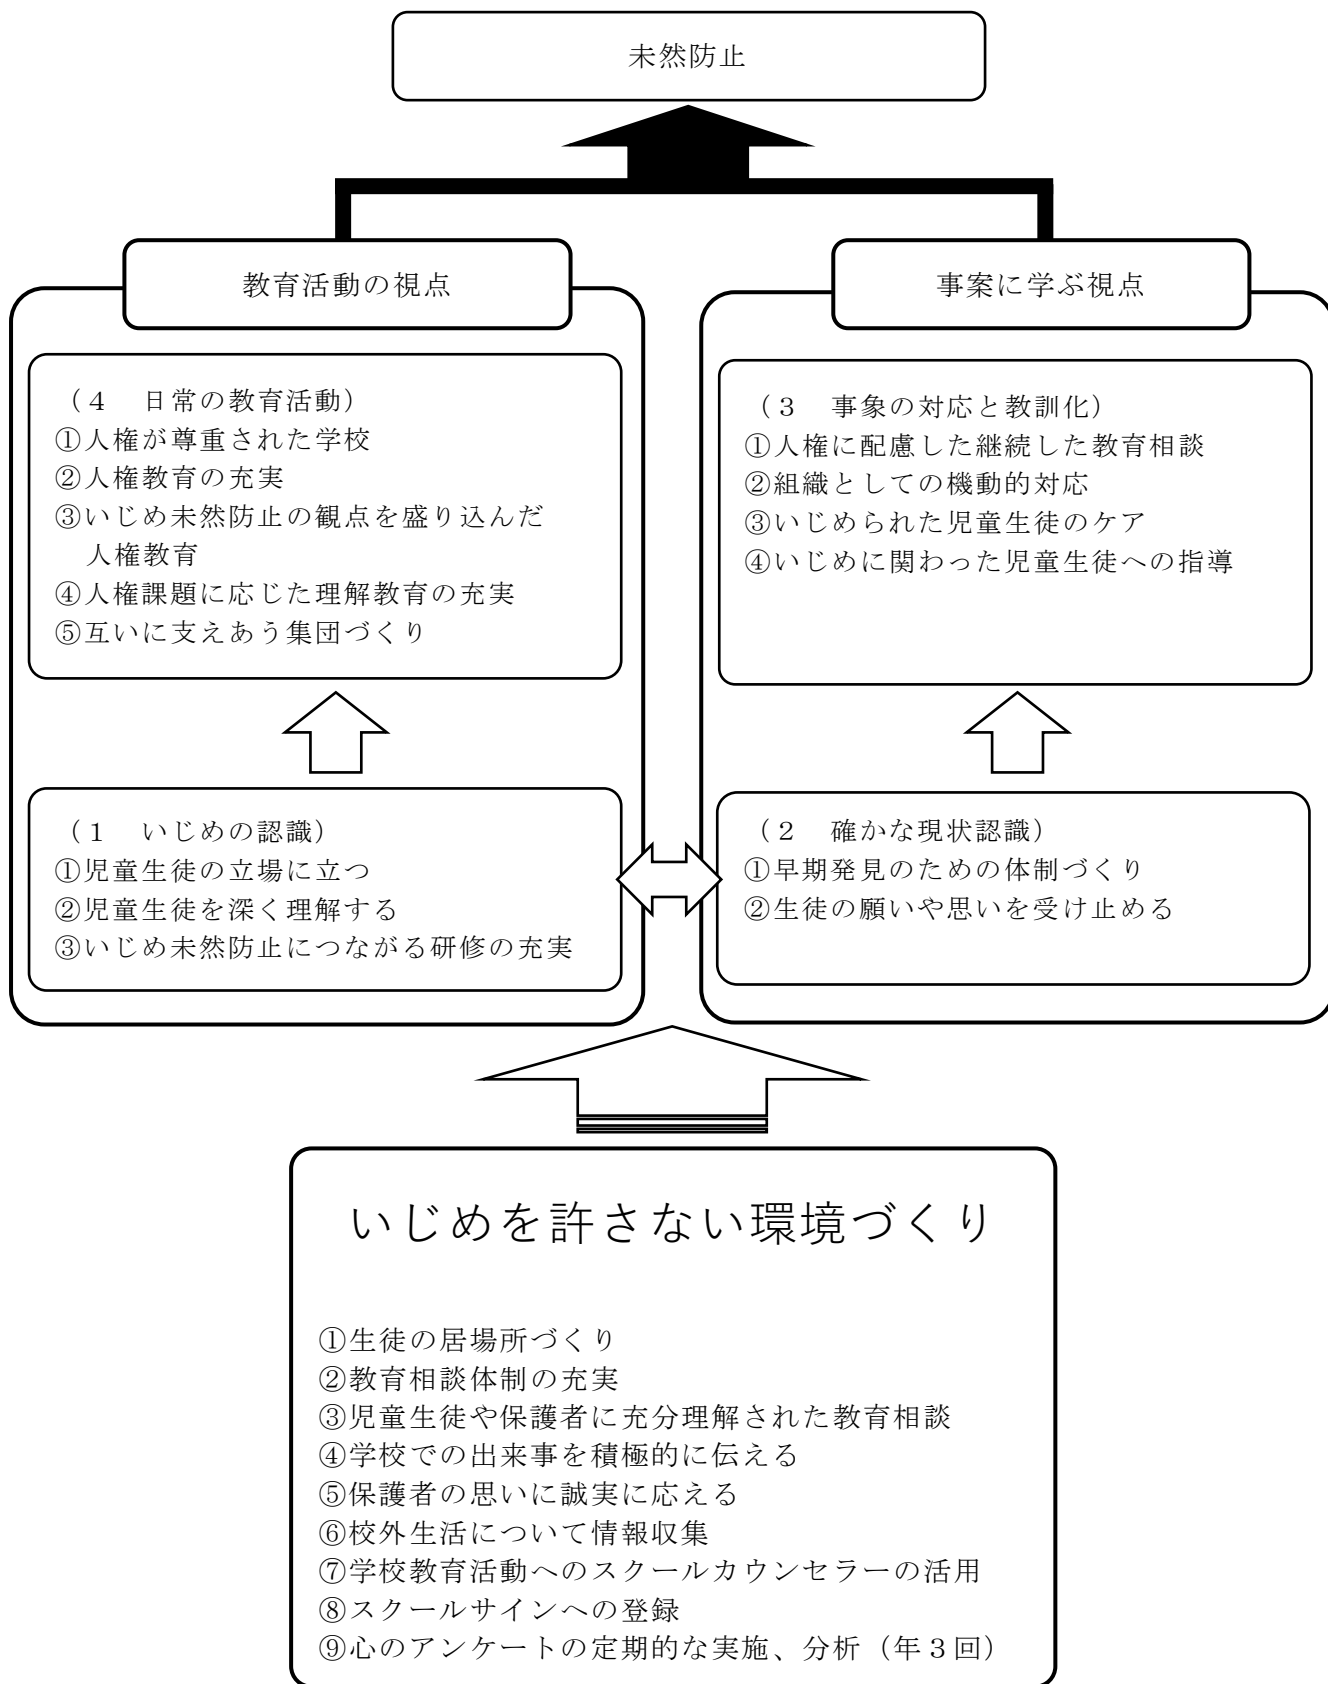 未然防止
教育活動の視点
（４　日常の教育活動）
①人権が尊重された学校
②人権教育の充実
③いじめ未然防止の観点を盛り込んだ
人権教育
④人権課題に応じた理解教育の充実
⑤互いに支えあう集団づくり
（１　いじめの認識）
①児童生徒の立場に立つ
②児童生徒を深く理解する
③いじめ未然防止につながる研修の充実
事案に学ぶ視点
（３　事象の対応と教訓化）
①人権に配慮した継続した教育相談
②組織としての機動的対応
③いじめられた児童生徒のケア
④いじめに関わった児童生徒への指導
（２　確かな現状認識）
①早期発見のための体制づくり
②生徒の願いや思いを受け止める
いじめを許さない環境づくり
①生徒の居場所づくり
②教育相談体制の充実
③児童生徒や保護者に充分理解された教育相談
④学校での出来事を積極的に伝える
⑤保護者の思いに誠実に応える
⑥校外生活について情報収集
⑦学校教育活動へのスクールカウンセラーの活用
⑧スクールサインへの登録
⑨心のアンケートの定期的な実施、分析（年３回）